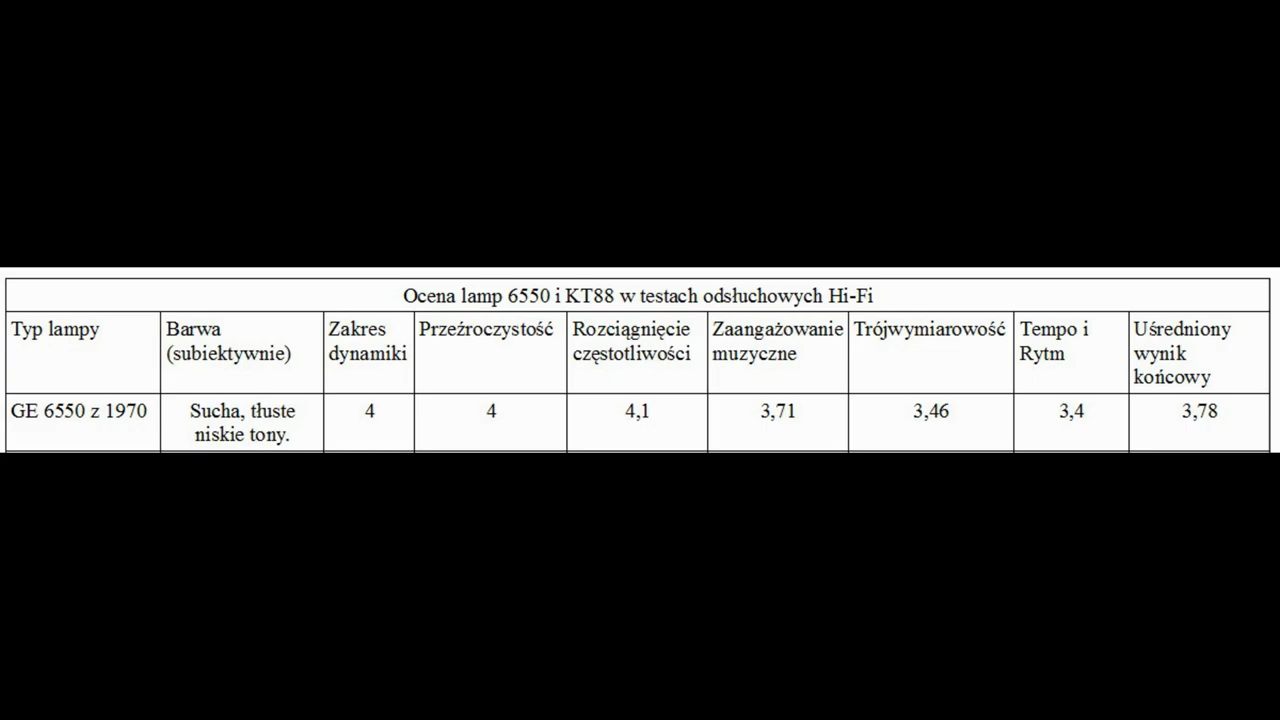 Ocena lamp 6550 i KT88 w testach odsłuchowych Hi-Fi
Typ lampy
Barwa
(subiektywnie)
Zakres
dynamiki
Przeźroczystość
Rozciągnięcie
częstotliwości
Zaangażowanie
muzyczne
Trójwymiarowość
Tempo i
Rytm
Uśredniony
wynik
końcowy
GE 6550 z 1970
Sucha, tłuste
niskie tony.
4
4
4,1
3,71
3,46
3,4
3,78